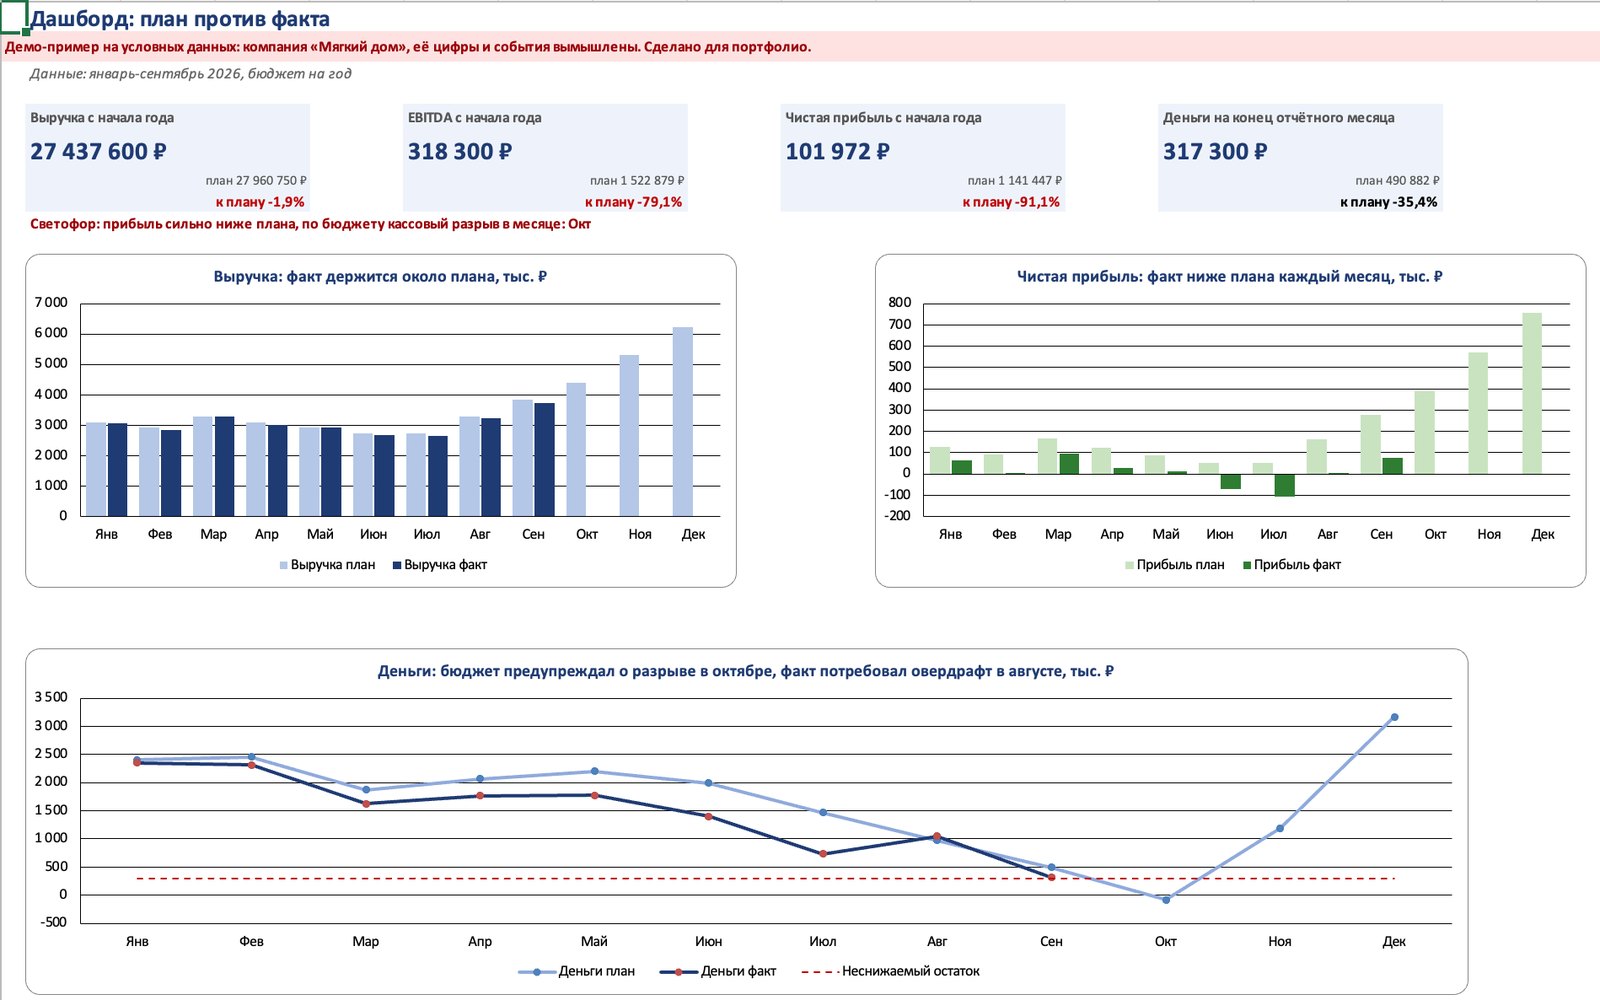 Дашборд: план против факта
Демо-пример на условных данных: компания «Мягкий дом», её цифры и события вымышлены. Сделано для портфолио.
Данные: январь-сентябрь 2026, бюджет на год
Выручка с начала года
27 437 600 ₽
план 27 960 750 ₽
к плану -1,9%
EBITDA с начала года
318 300 ₽
план 1 522 879 ₽
к плану -79,1%
Чистая прибыль с начала года
101 972 ₽
план 1 141 447 ₽
к плану -91,1%
Деньги на конец отчётного месяца
317 300 ₽
план 490 882 ₽
к плану -35,4%
Светофор: прибыль сильно ниже плана, по бюджету кассовый разрыв в месяце: Окт
Выручка: факт держится около плана, тыс. ₽
7 000
6 000
5 000
4 000
3 000
2 000
1 000
0
Янв Фев Мар Апр Май Июн Июл Авг Сен Окт Ноя Дек
Выручка план Выручка факт
Чистая прибыль: факт ниже плана каждый месяц, тыс. ₽
800
700
600
500
400
300
200
100
0
-100
-200
Янв Фев Мар Апр Май Июн Июл Авг Сен Окт Ноя Дек
Прибыль план Прибыль факт
Деньги: бюджет предупреждал о разрыве в октябре, факт потребовал овердрафт в августе, тыс. ₽
3 500
3 000
2 500
2 000
1 500
1 000
500
0
-500
Янв Фев Мар Апр Май Июн Июл Авг Сен Окт Ноя Дек
Деньги план Деньги факт Неснижаемый остаток